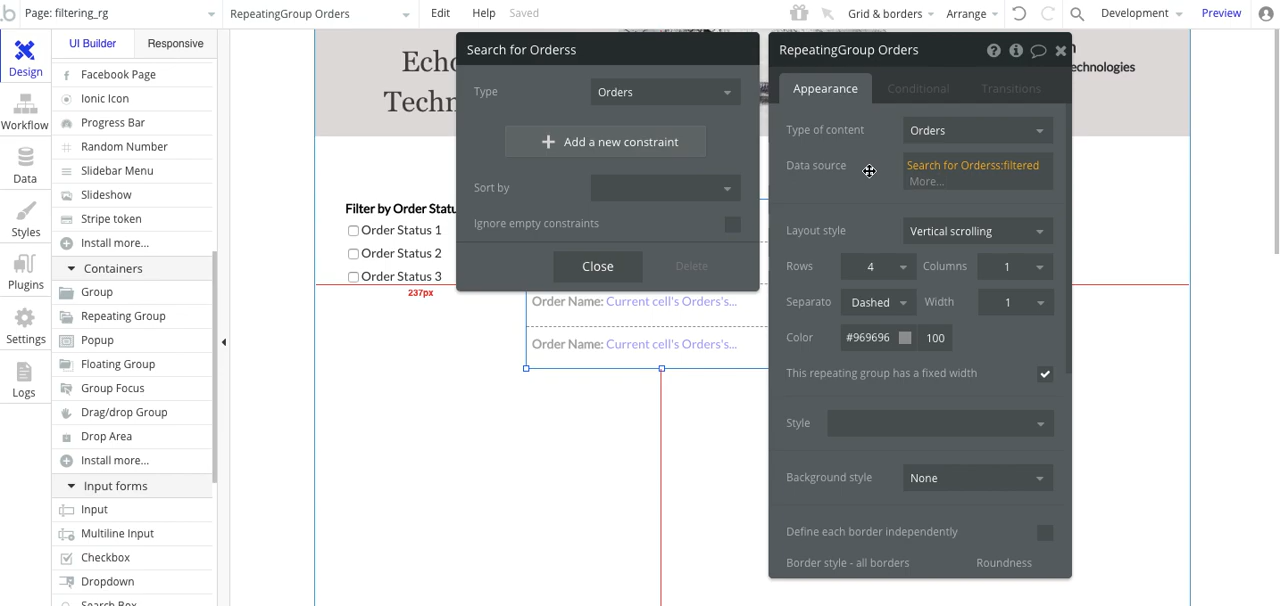 Page: filtering_rg
RepeatingGroup Orders
Edit
Help
Saved
Grid & borders
Arrange
Development
Preview
Design
Workflow
Data
Styles
Plugins
Settings
Logs
UI Builder
Responsive
Facebook Page
Ionic Icon
Progress Bar
Random Number
Slidebar Menu
Slideshow
Stripe token
Install more...
Containers
Group
Repeating Group
Popup
Floating Group
Group Focus
Drag/drop Group
Drop Area
Install more...
Input forms
Input
Multiline Input
Checkbox
Dropdown
Search Box
Filter by Order Statu
Order Status 1
Order Status 2
Order Status 3
237px
Order Name: Current cell's Orders's...
Order Name: Current cell's Orders's...
Search for Orderss
Type
Orders
Add a new constraint
Sort by
Ignore empty constraints
Close
Delete
RepeatingGroup Orders
Appearance
Conditional
Transitions
Type of content
Orders
Data source
Search for Orderss:filtered
More...
Layout style
Vertical scrolling
Rows
4
Columns
1
Separato
Dashed
Width
1
Color
#969696
100
This repeating group has a fixed width
Style
Background style
None
Define each border independently
Border style - all borders
Roundness